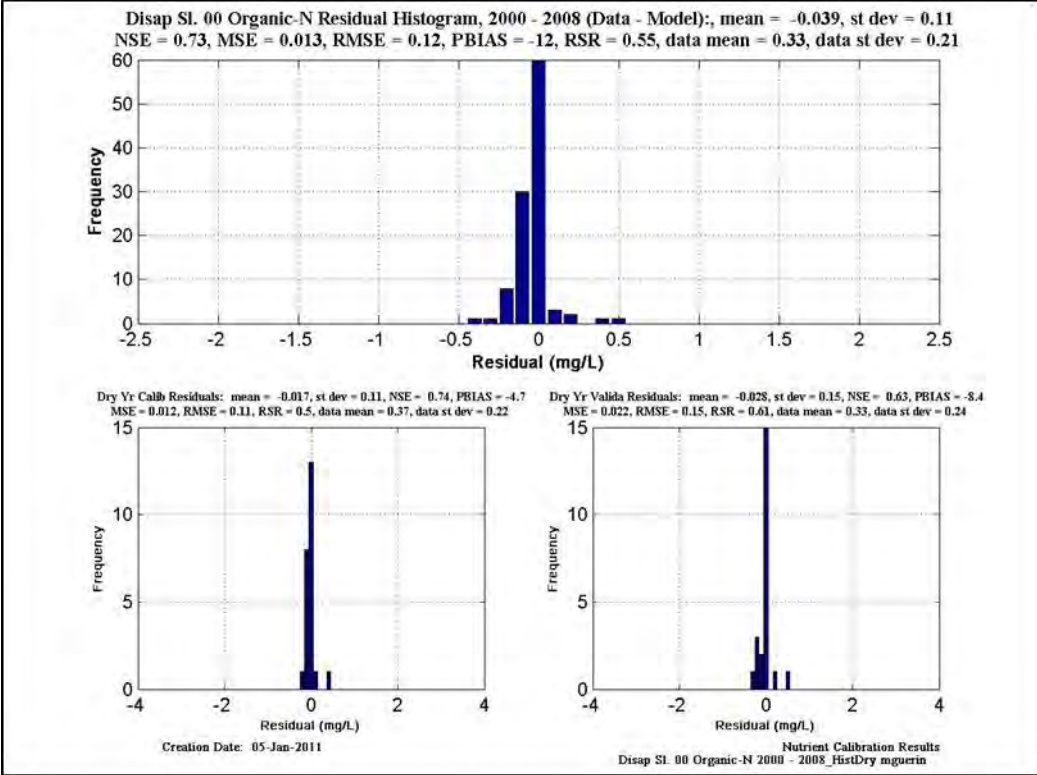 Disap Sl. 00 Organic-N Residual Histogram, 2000 - 2008 (Data - Model):, mean = -0.039, st dev = 0.11
NSE = 0.73, MSE = 0.013, RMSE = 0.12, PBIAS = -12, RSR = 0.55, data mean = 0.33, data st dev = 0.21
60
50
40
30
20
10
0
Frequency
-2.5 -2 -1.5 -1 -0.5 0 0.5 1 1.5 2 2.5
Residual (mg/L)
Dry Yr Calib Residuals: mean = -0.017, st dev = 0.11, NSE = 0.74, PBIAS = -4.7
MSE = 0.012, RMSE = 0.11, RSR = 0.5, data mean = 0.37, data st dev = 0.22
15
10
5
0
Frequency
-4 -2 0 2 4
Residual (mg/L)
Creation Date: 05-Jan-2011
Dry Yr Valida Residuals: mean = -0.028, st dev = 0.15, NSE = 0.63, PBIAS = -8.4
MSE = 0.022, RMSE = 0.15, RSR = 0.61, data mean = 0.33, data st dev = 0.24
15
10
5
0
Frequency
-4 -2 0 2 4
Residual (mg/L)
Nutrient Calibration Results
Disap Sl. 00 Organic-N 2000 - 2008_HistDry mguerin